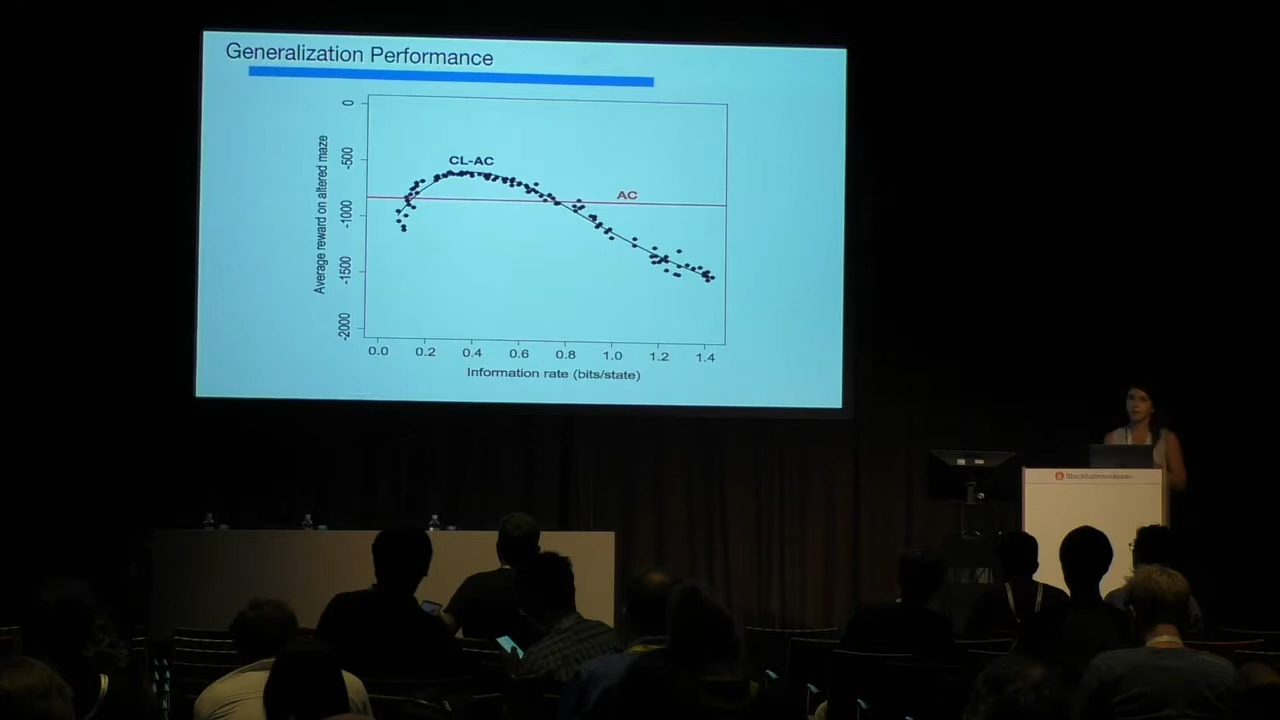 Generalization Performance
0
-500
-1000
-1500
-2000
Average reward on altered maze
CL-AC
AC
0.0 0.2 0.4 0.6 0.8 1.0 1.2 1.4
Information rate (bits/state)
Stockholmsmässan